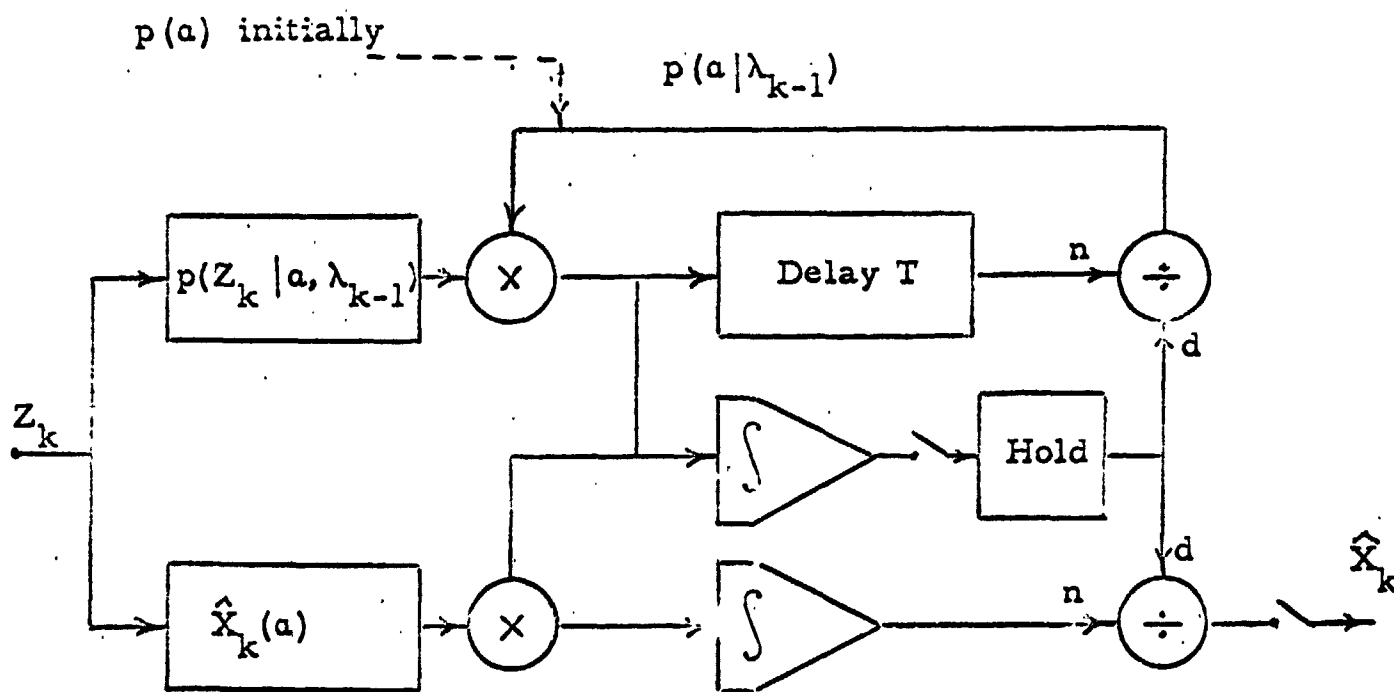 p(a) initially
p(a|λ_{k-1})
p(Z_k|a, λ_{k-1})
×
Delay T
n
÷
d
Z_k
∫
Hold
X̂_k(a)
×
∫
n
d
÷
X̂_k